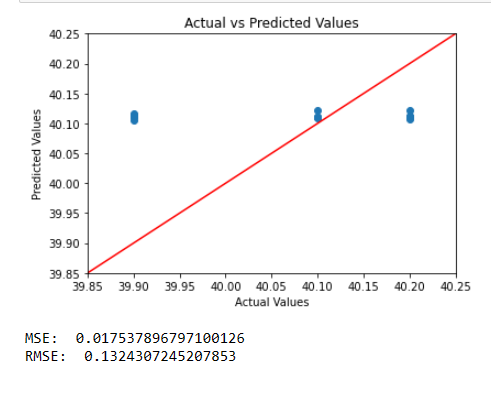 Actual vs Predicted Values
40.25
40.20
40.15
40.10
40.05
40.00
39.95
39.90
39.85
Predicted Values
39.85 39.90 39.95 40.00 40.05 40.10 40.15 40.20 40.25
Actual Values
MSE: 0.017537896797100126
RMSE: 0.1324307245207853